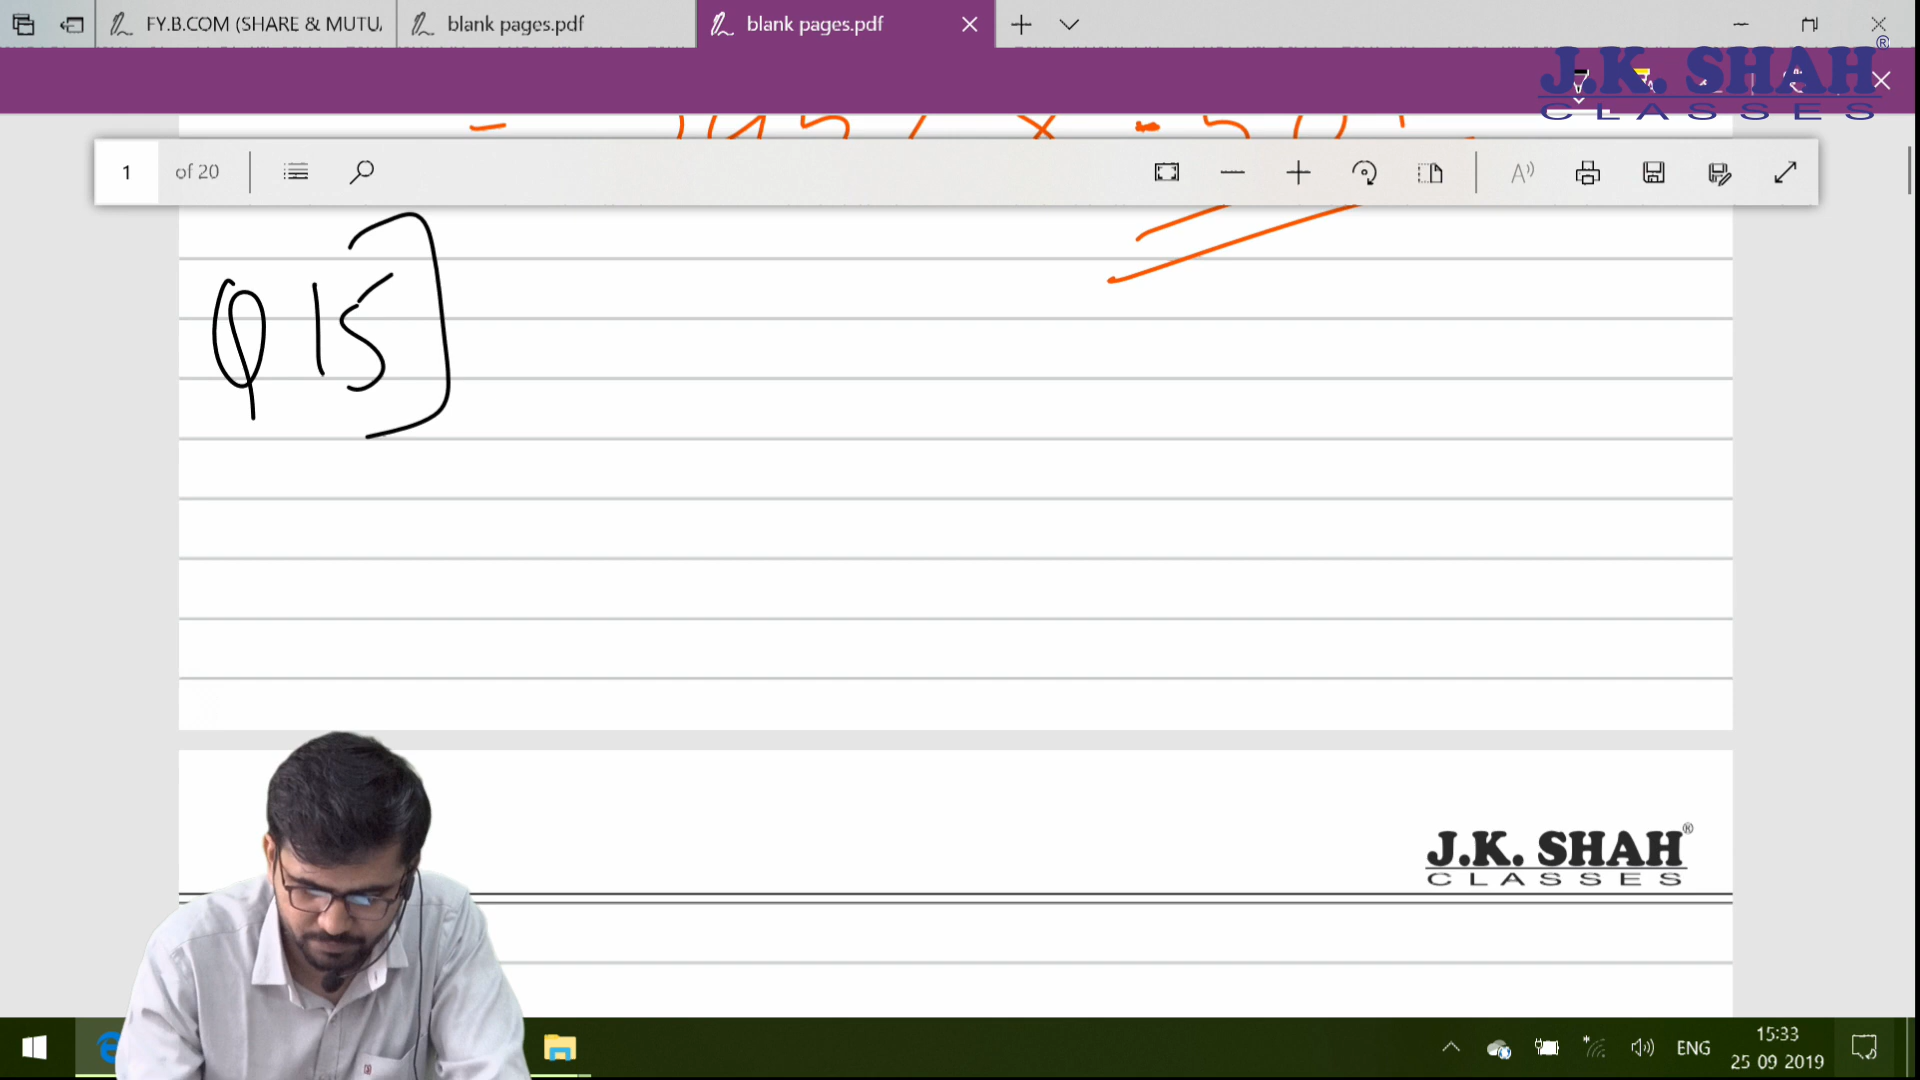 FY.B.COM (SHARE & MUTU
blank pages.pdf
blank pages.pdf
J.K. SHAH®
CLASSES
1 of 20
Q 15]
J.K. SHAH®
CLASSES
ENG
15:33
25 09 2019